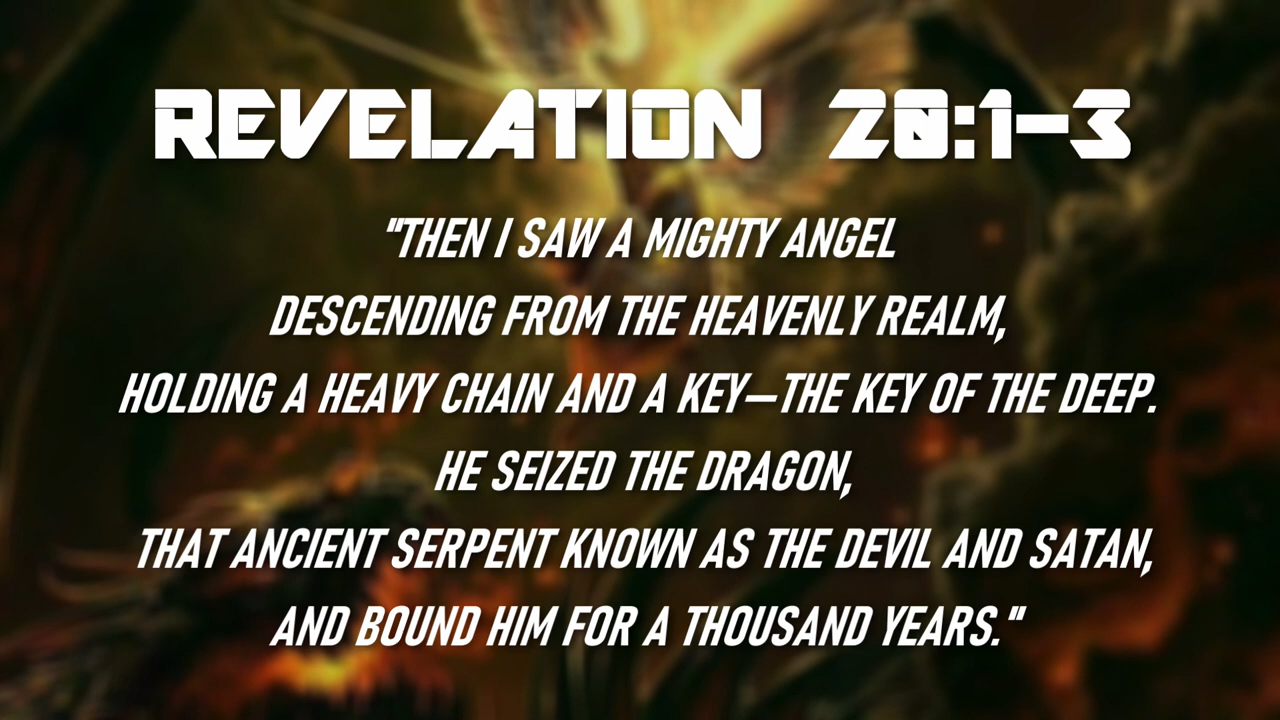 REVELATION 20:1-3
"THEN I SAW A MIGHTY ANGEL
DESCENDING FROM THE HEAVENLY REALM,
HOLDING A HEAVY CHAIN AND A KEY—THE KEY OF THE DEEP.
HE SEIZED THE DRAGON,
THAT ANCIENT SERPENT KNOWN AS THE DEVIL AND SATAN,
AND BOUND HIM FOR A THOUSAND YEARS."